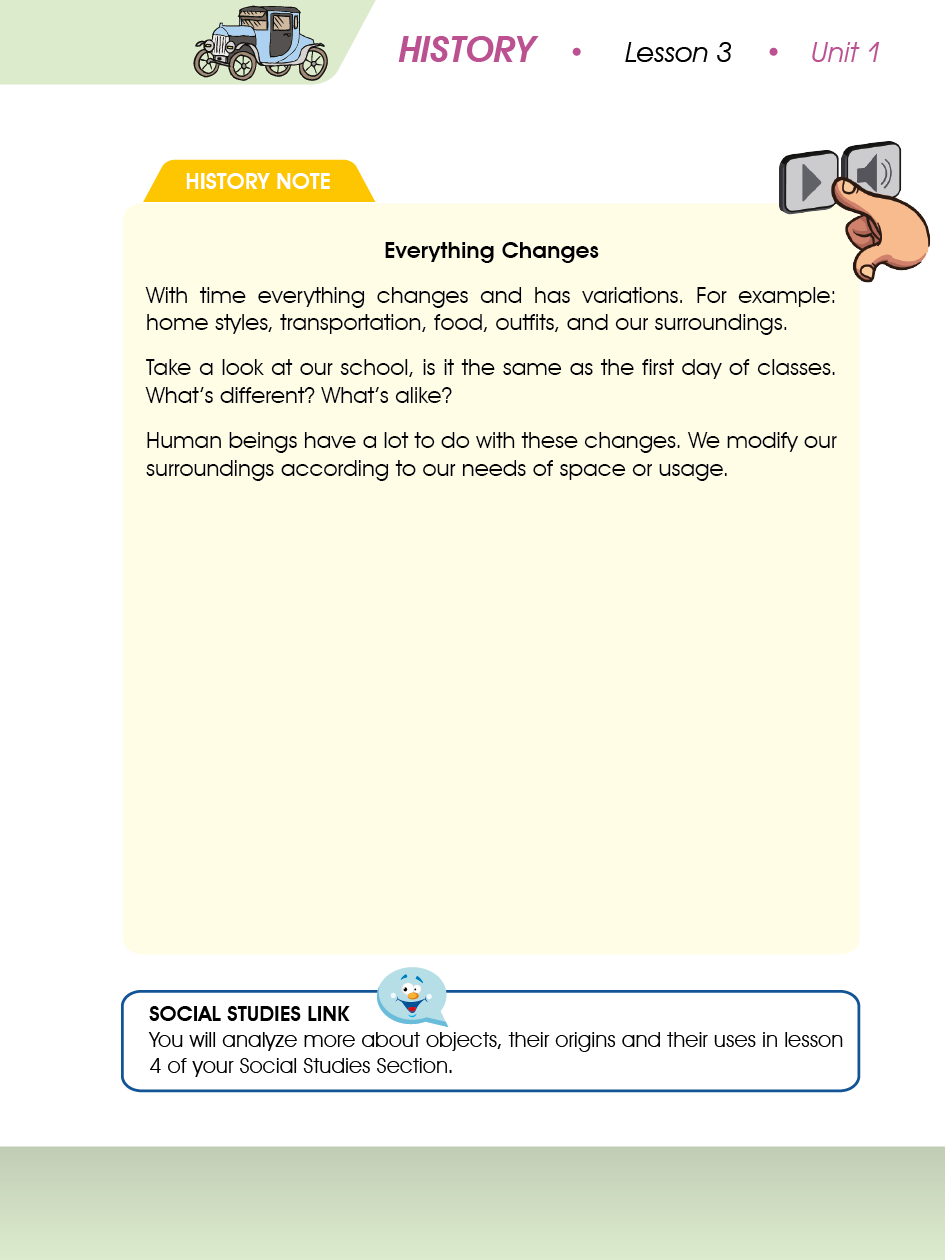 HISTORY • Lesson 3 • Unit 1
HISTORY NOTE
Everything Changes
With time everything changes and has variations. For example:
home styles, transportation, food, outfits, and our surroundings.
Take a look at our school, is it the same as the first day of classes.
What's different? What's alike?
Human beings have a lot to do with these changes. We modify our
surroundings according to our needs of space or usage.
SOCIAL STUDIES LINK
You will analyze more about objects, their origins and their uses in lesson
4 of your Social Studies Section.